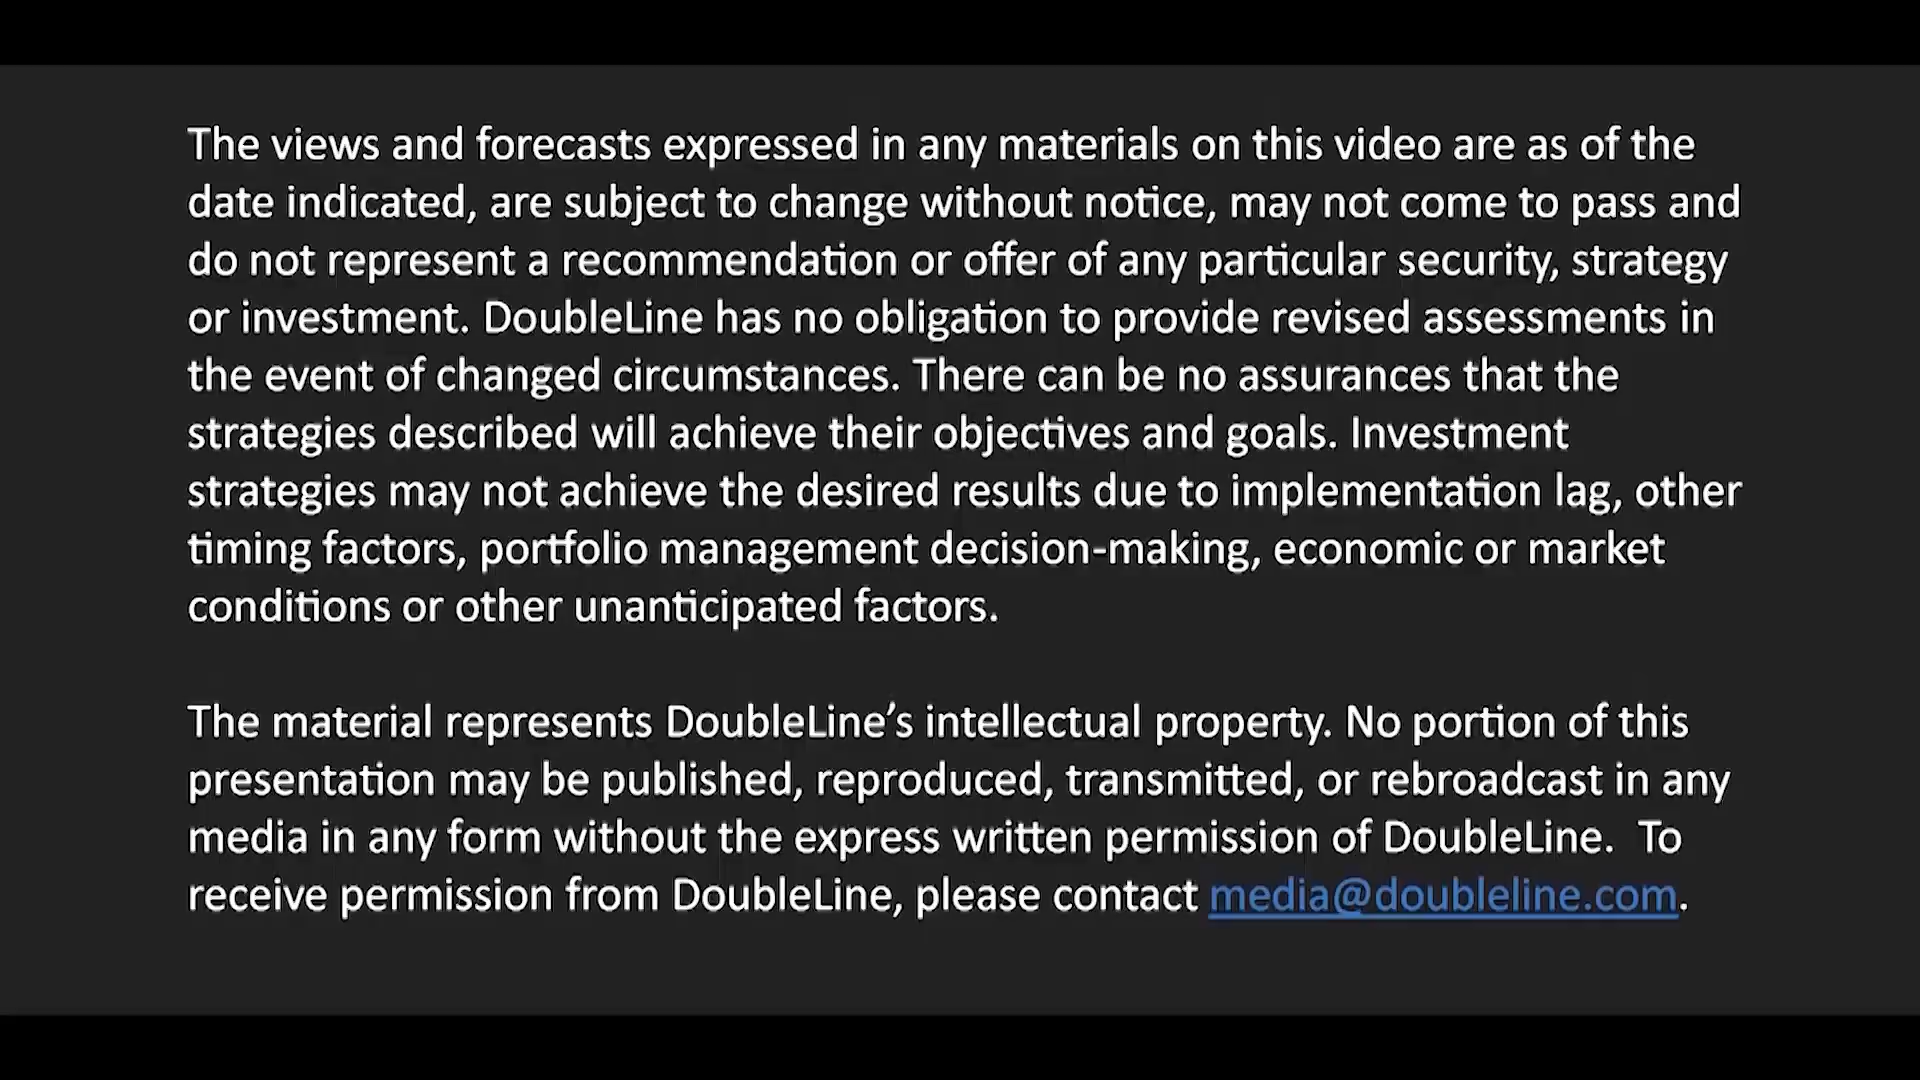 The views and forecasts expressed in any materials on this video are as of the
date indicated, are subject to change without notice, may not come to pass and
do not represent a recommendation or offer of any particular security, strategy
or investment. DoubleLine has no obligation to provide revised assessments in
the event of changed circumstances. There can be no assurances that the
strategies described will achieve their objectives and goals. Investment
strategies may not achieve the desired results due to implementation lag, other
timing factors, portfolio management decision-making, economic or market
conditions or other unanticipated factors.
The material represents DoubleLine’s intellectual property. No portion of this
presentation may be published, reproduced, transmitted, or rebroadcast in any
media in any form without the express written permission of DoubleLine.  To
receive permission from DoubleLine, please contact media@doubleline.com.